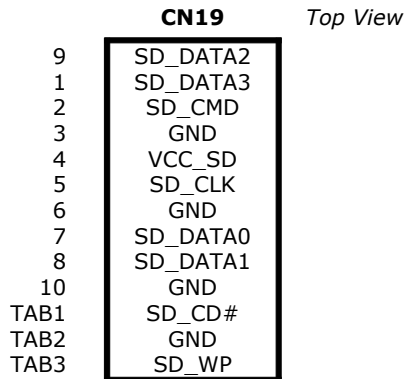 CN19 Top View
9 SD_DATA2
1 SD_DATA3
2 SD_CMD
3 GND
4 VCC_SD
5 SD_CLK
6 GND
7 SD_DATA0
8 SD_DATA1
10 GND
TAB1 SD_CD#
TAB2 GND
TAB3 SD_WP